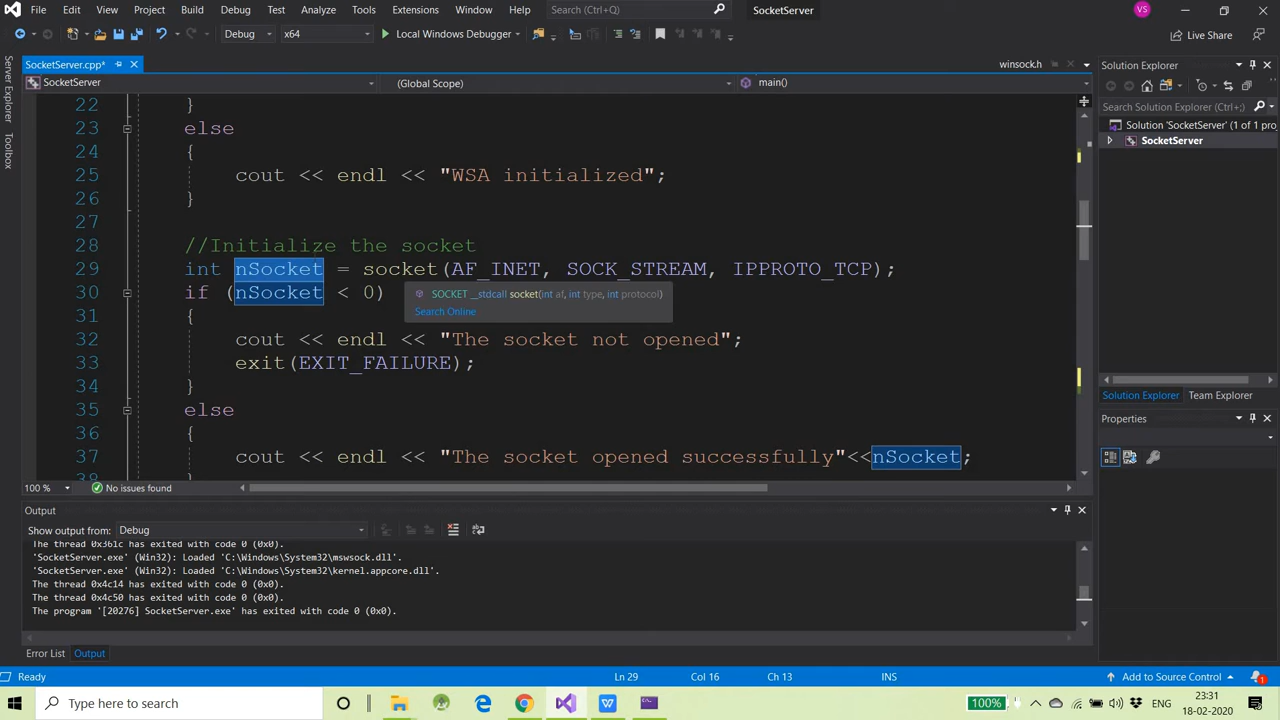 File Edit View Project Build Debug Test Analyze Tools Extensions Window Help Search (Ctrl+Q) SocketServer VS
Debug x64 Local Windows Debugger Live Share
SocketServer.cpp* winsock.h
SocketServer (Global Scope) main()
22 }
23 else
24 {
25 cout << endl << "WSA initialized";
26 }
27
28 //Initialize the socket
29 int nSocket = socket(AF_INET, SOCK_STREAM, IPPROTO_TCP);
30 if (nSocket < 0)
SOCKET __stdcall socket(int af, int type, int protocol)
Search Online
31 {
32 cout << endl << "The socket not opened";
33 exit(EXIT_FAILURE);
34 }
35 else
36 {
37 cout << endl << "The socket opened successfully"<<nSocket;
38 }
100 % No issues found
Server Explorer
Toolbox
Solution Explorer
Search Solution Explorer (Ctrl+;)
Solution 'SocketServer' (1 of 1 pro
SocketServer
Solution Explorer Team Explorer
Properties
Output
Show output from: Debug
The thread 0x361c has exited with code 0 (0x0).
'SocketServer.exe' (Win32): Loaded 'C:\Windows\System32\mswsock.dll'.
'SocketServer.exe' (Win32): Loaded 'C:\Windows\System32\kernel.appcore.dll'.
The thread 0x4c14 has exited with code 0 (0x0).
The thread 0x4c50 has exited with code 0 (0x0).
The program '[20276] SocketServer.exe' has exited with code 0 (0x0).
Error List Output
Ready Ln 29 Col 16 Ch 13 INS Add to Source Control 1
Type here to search 100% ENG 23:31
18-02-2020